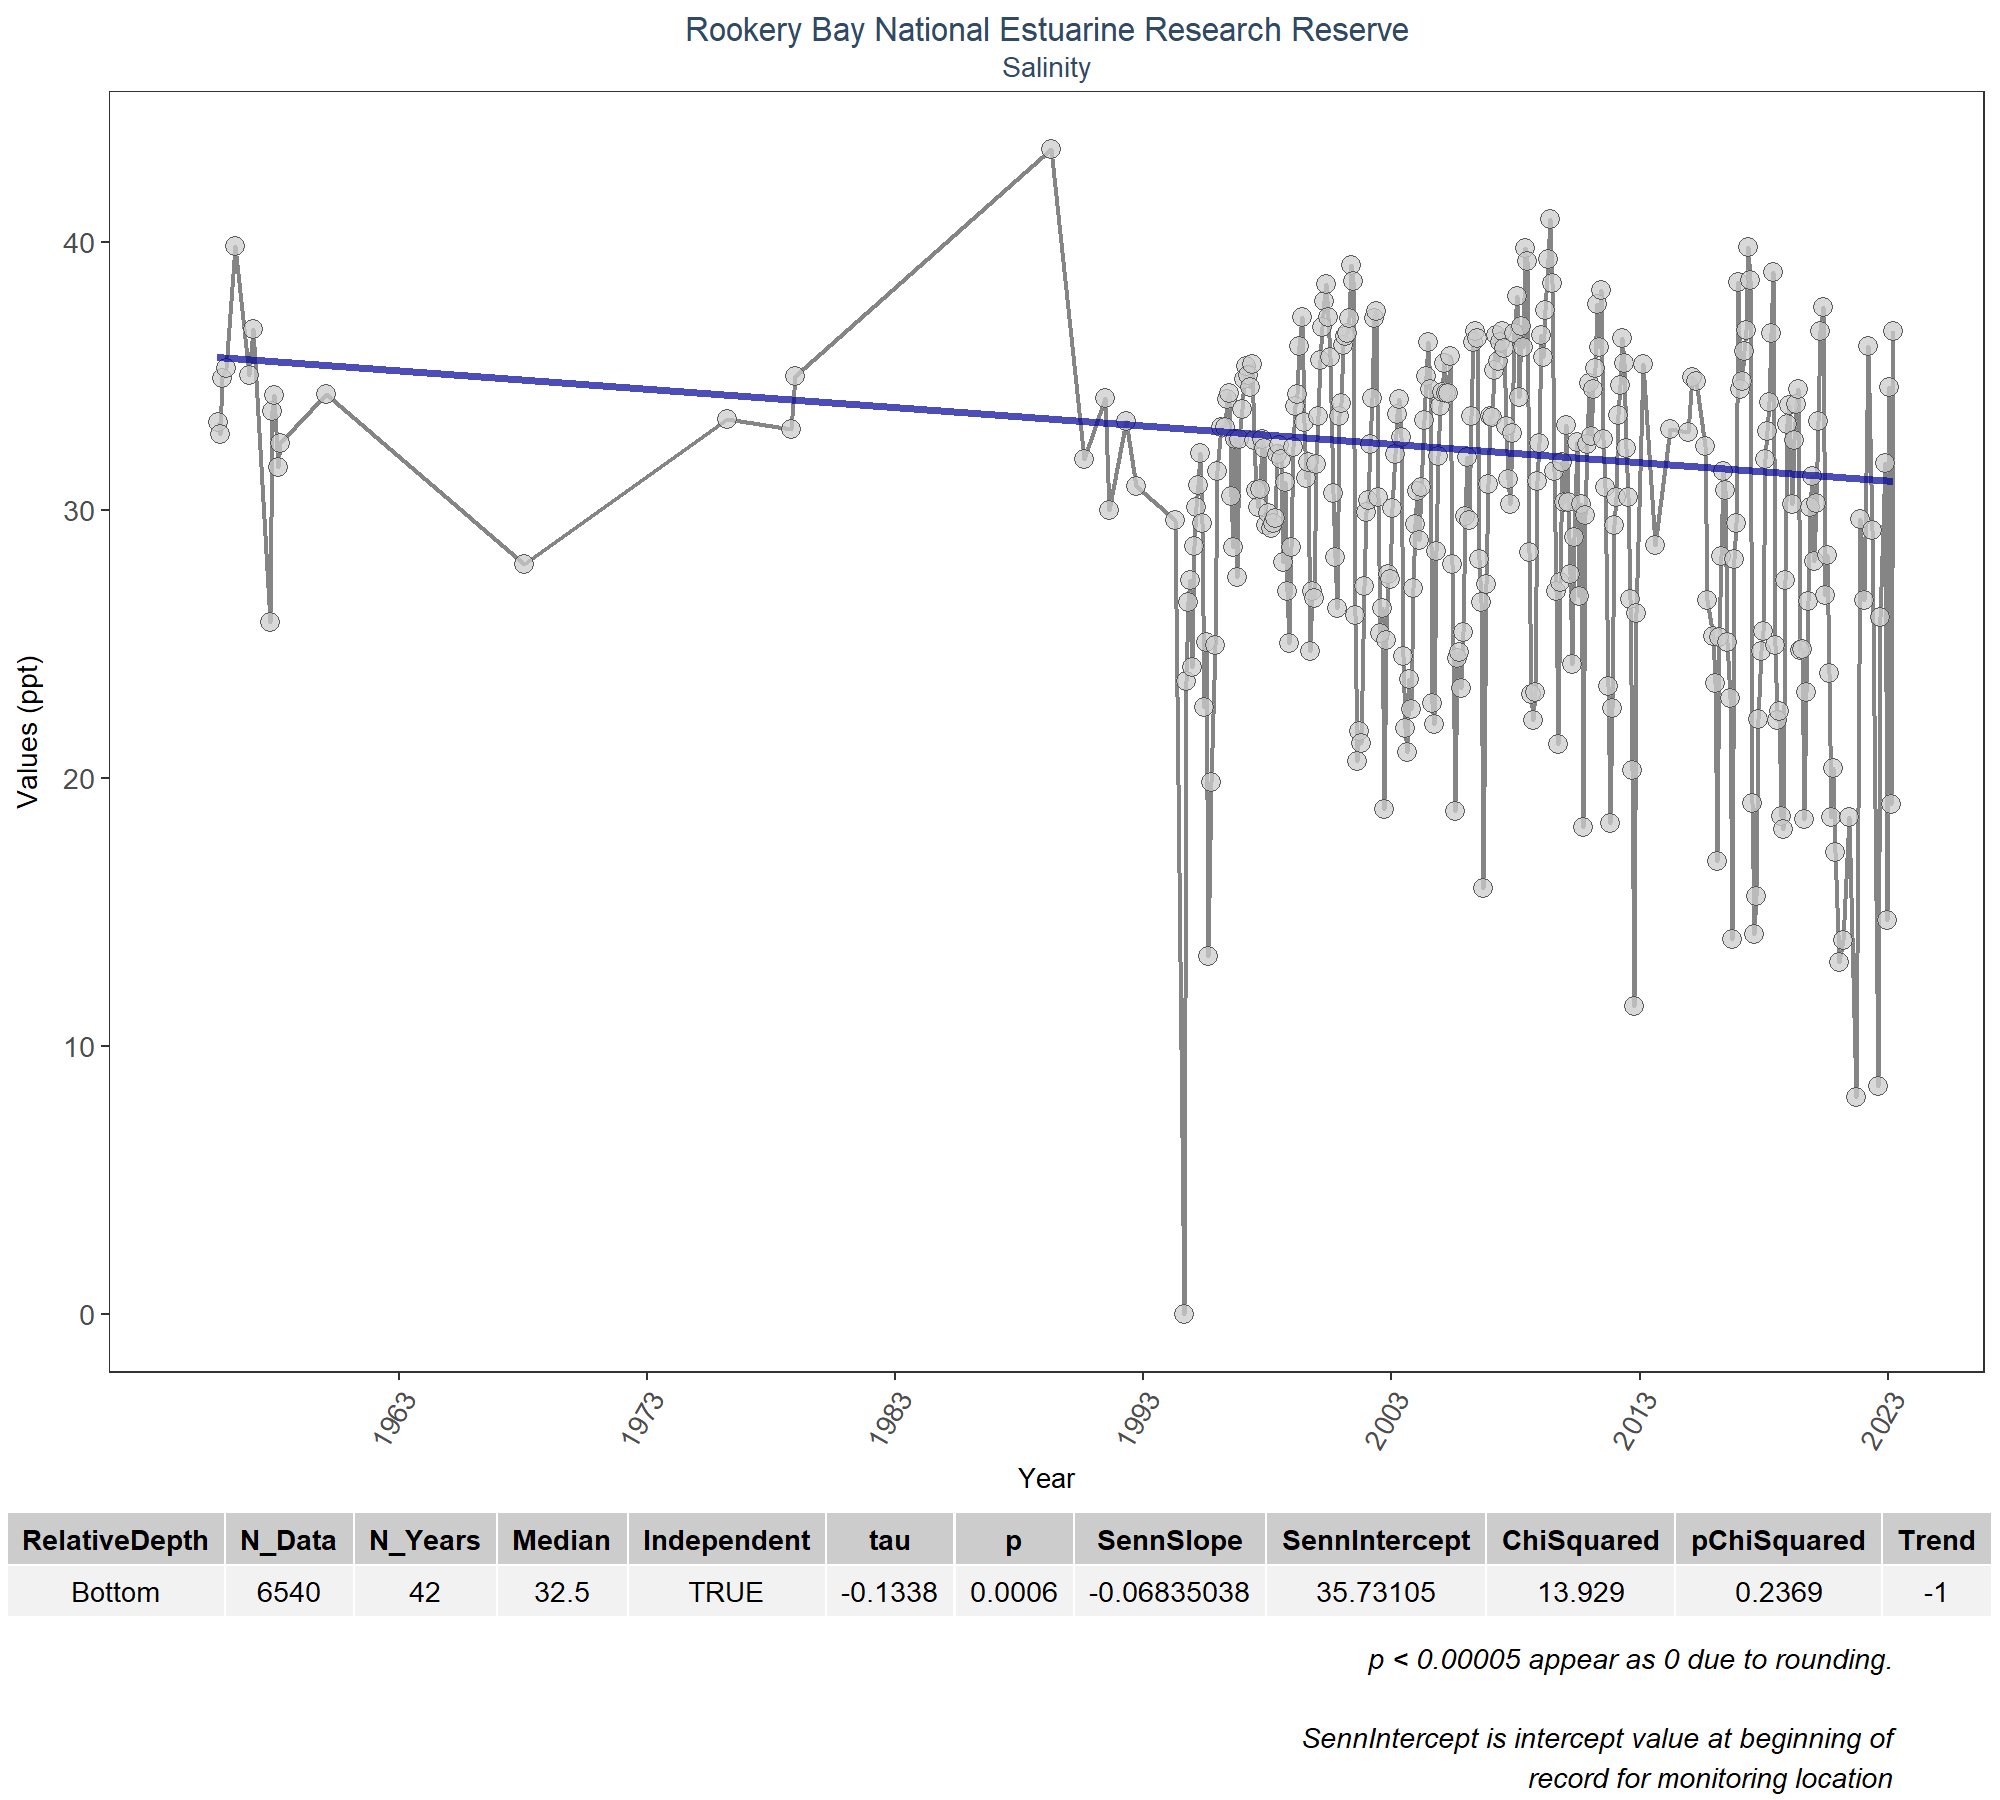 Rookery Bay National Estuarine Research Reserve
Salinity
Values (ppt)
40
30
20
10
0
1963 1973 1983 1993 2003 2013 2023
Year
RelativeDepth N_Data N_Years Median Independent tau p SennSlope SennIntercept ChiSquared pChiSquared Trend
Bottom 6540 42 32.5 TRUE -0.1338 0.0006 -0.06835038 35.73105 13.929 0.2369 -1
p < 0.00005 appear as 0 due to rounding.
SennIntercept is intercept value at beginning of
record for monitoring location